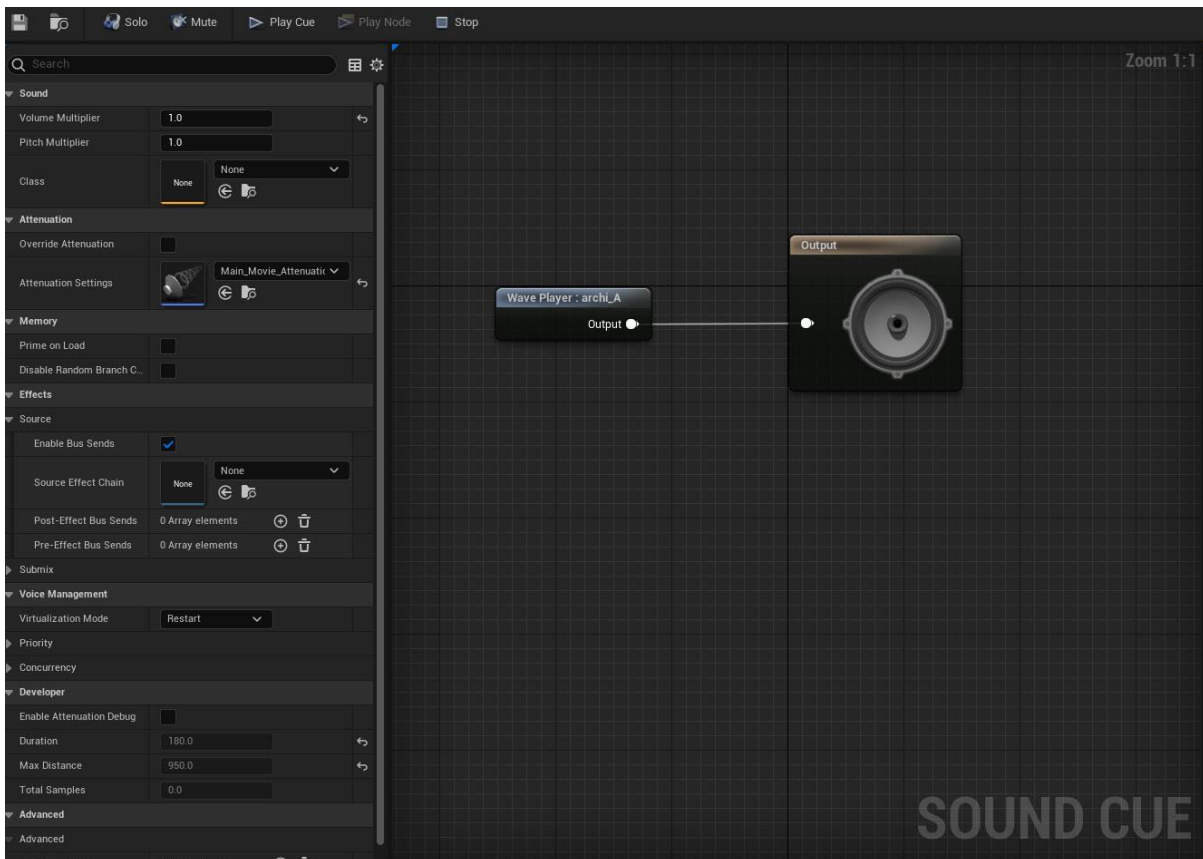 Solo Mute Play Cue Play Node Stop
Search
Zoom 1:1
Sound
Volume Multiplier 1.0
Pitch Multiplier 1.0
Class None None
Attenuation
Override Attenuation
Attenuation Settings Main_Movie_Attenuatic
Memory
Prime on Load
Disable Random Branch C...
Effects
Source
Enable Bus Sends
Source Effect Chain None None
Post-Effect Bus Sends 0 Array elements
Pre-Effect Bus Sends 0 Array elements
Submix
Voice Management
Virtualization Mode Restart
Priority
Concurrency
Developer
Enable Attenuation Debug
Duration 180.0
Max Distance 950.0
Total Samples 0.0
Advanced
Advanced
Output
Wave Player : archi_A
Output
SOUND CUE